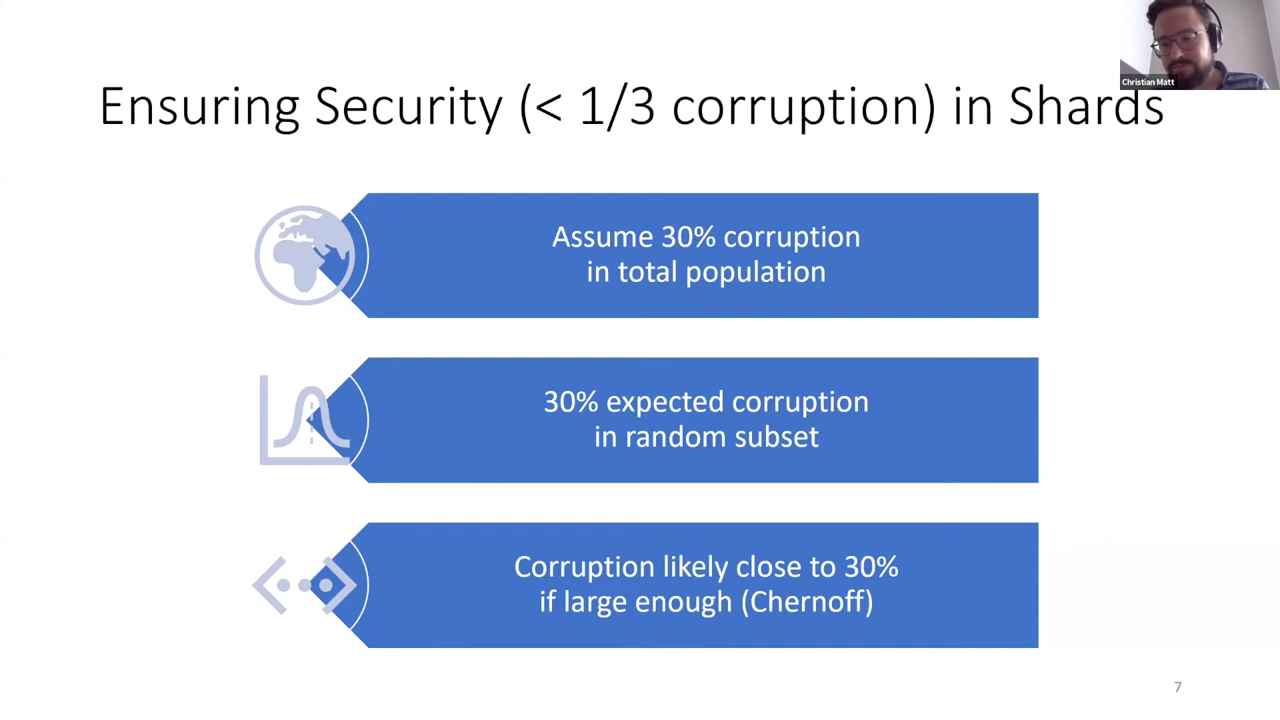 Christian Matt
Ensuring Security (< 1/3 corruption) in Shards
Assume 30% corruption
in total population
30% expected corruption
in random subset
Corruption likely close to 30%
if large enough (Chernoff)
7